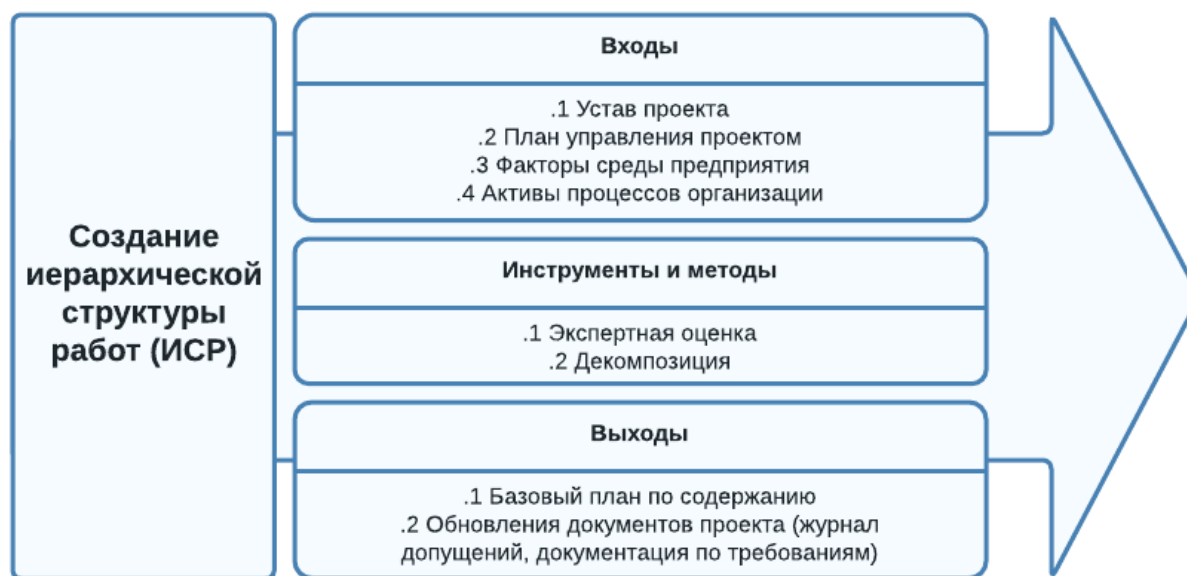 Создание
иерархической
структуры
работ (ИСР)
Входы
.1 Устав проекта
.2 План управления проектом
.3 Факторы среды предприятия
.4 Активы процессов организации
Инструменты и методы
.1 Экспертная оценка
.2 Декомпозиция
Выходы
.1 Базовый план по содержанию
.2 Обновления документов проекта (журнал
допущений, документация по требованиям)